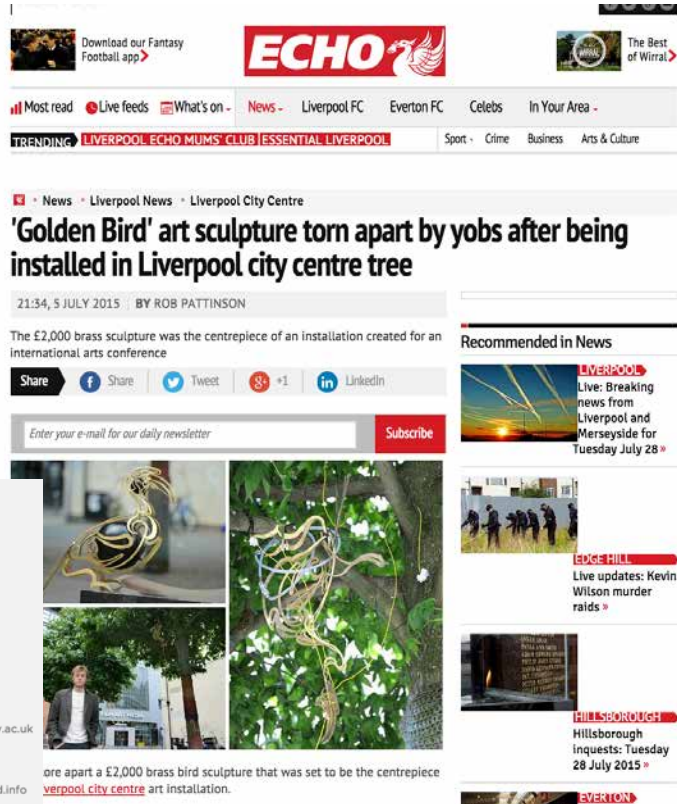 Download our Fantasy
Football app
ECHO
WIRRAL
The Best
of Wirral
Most read
Live feeds
What's on
News
Liverpool FC
Everton FC
Celebs
In Your Area
TRENDING
LIVERPOOL ECHO MUMS' CLUB
ESSENTIAL LIVERPOOL
Sport
Crime
Business
Arts & Culture
News
Liverpool News
Liverpool City Centre
'Golden Bird' art sculpture torn apart by yobs after being
installed in Liverpool city centre tree
21:34, 5 JULY 2015
BY ROB PATTINSON
The £2,000 brass sculpture was the centrepiece of an installation created for an
international arts conference
Share
f Share
Tweet
g+ +1
in LinkedIn
Enter your e-mail for our daily newsletter
Subscribe
.ac.uk
d.info
ore apart a £2,000 brass bird sculpture that was set to be the centrepiece
verpool city centre art installation.
Recommended in News
LIVERPOOL
Live: Breaking
news from
Liverpool and
Merseyside for
Tuesday July 28 »
EDGE HILL
Live updates: Kevin
Wilson murder
raids »
HILLSBOROUGH
Hillsborough
inquests: Tuesday
28 July 2015 »
EVERTON